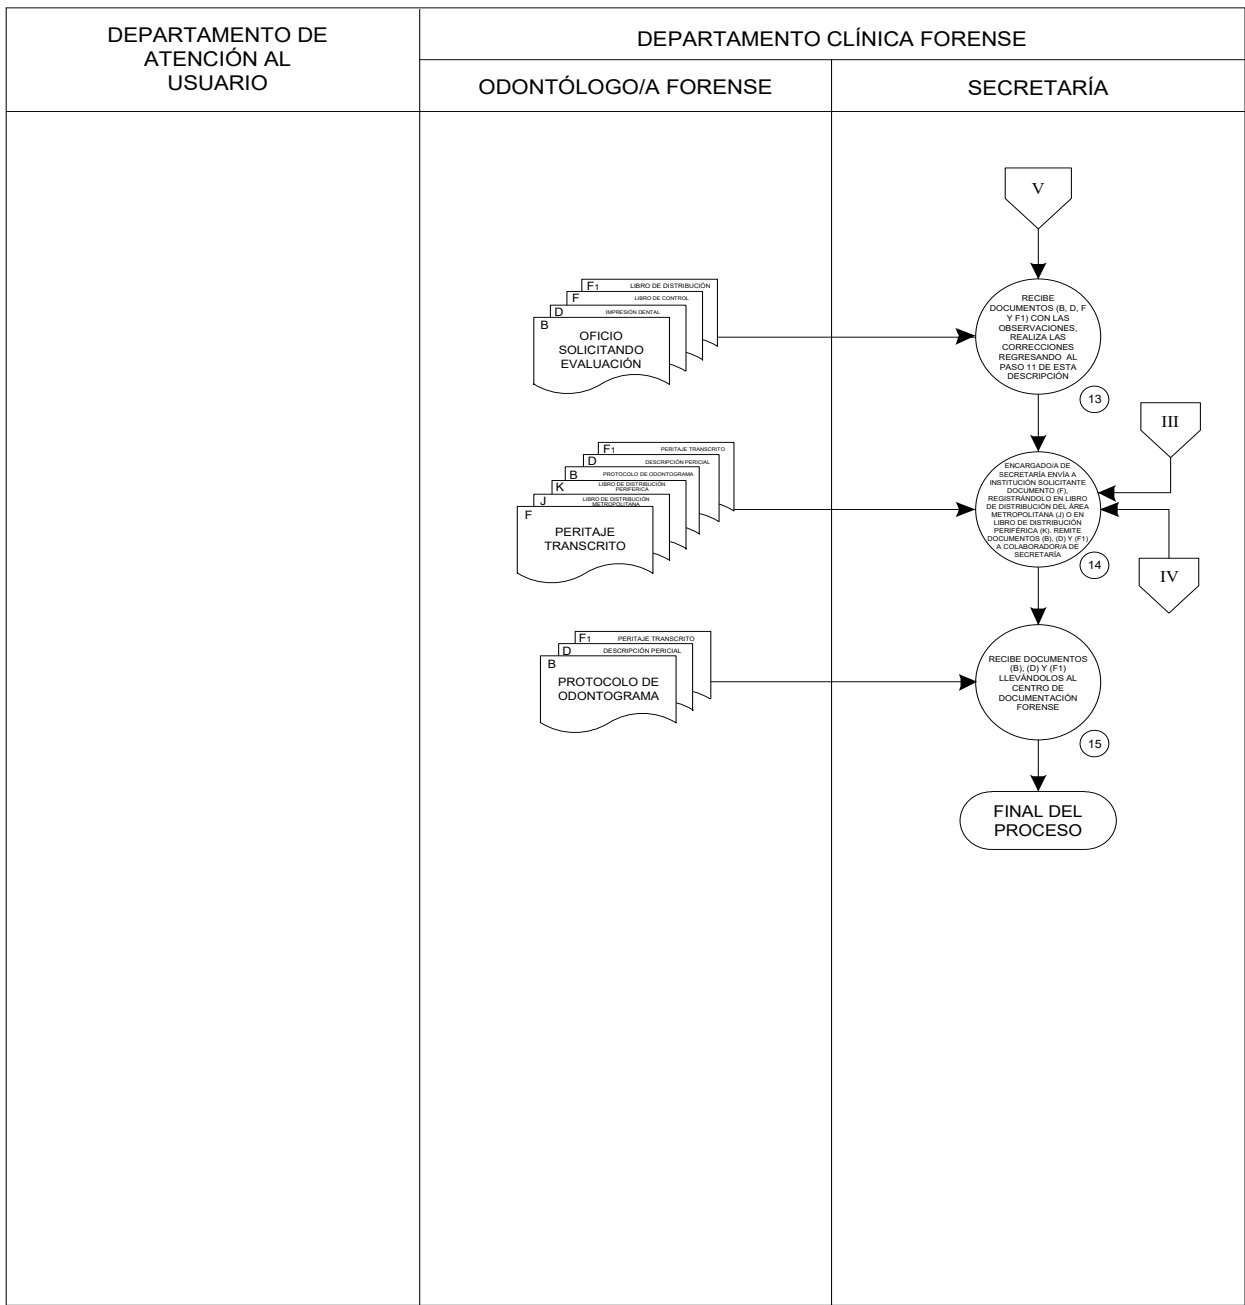 DEPARTAMENTO DE
ATENCIÓN AL
USUARIO
DEPARTAMENTO CLÍNICA FORENSE
ODONTÓLOGO/A FORENSE
SECRETARÍA
V
F1 LIBRO DE DISTRIBUCIÓN
F LIBRO DE CONTROL
D IMPRESIÓN DENTAL
B
OFICIO
SOLICITANDO
EVALUACIÓN
RECIBE
DOCUMENTOS (B, D, F
Y F1) CON LAS
OBSERVACIONES,
REALIZA LAS
CORRECCIONES
REGRESANDO AL
PASO 11 DE ESTA
DESCRIPCIÓN
13
III
F1 PERITAJE TRANSCRITO
D DESCRIPCIÓN PERICIAL
B PROTOCOLO DE ODONTOGRAMA
K LIBRO DE DISTRIBUCIÓN
PERIFERICA
J LIBRO DE DISTRIBUCIÓN
METROPOLITANA
F
PERITAJE
TRANSCRITO
ENCARGADO/A DE
SECRETARÍA ENVÍA A
INSTITUCIÓN SOLICITANTE
DOCUMENTO (F),
REGISTRÁNDOLO EN LIBRO
DE DISTRIBUCIÓN DEL ÁREA
METROPOLITANA (J) O EN
LIBRO DE DISTRIBUCIÓN
PERIFÉRICA (K). REMITE
DOCUMENTOS (B), (D) Y (F1)
A COLABORADOR/A DE
SECRETARÍA
14
IV
F1 PERITAJE TRANSCRITO
D DESCRIPCIÓN PERICIAL
B
PROTOCOLO DE
ODONTOGRAMA
RECIBE DOCUMENTOS
(B), (D) Y (F1)
LLEVÁNDOLOS AL
CENTRO DE
DOCUMENTACIÓN
FORENSE
15
FINAL DEL
PROCESO